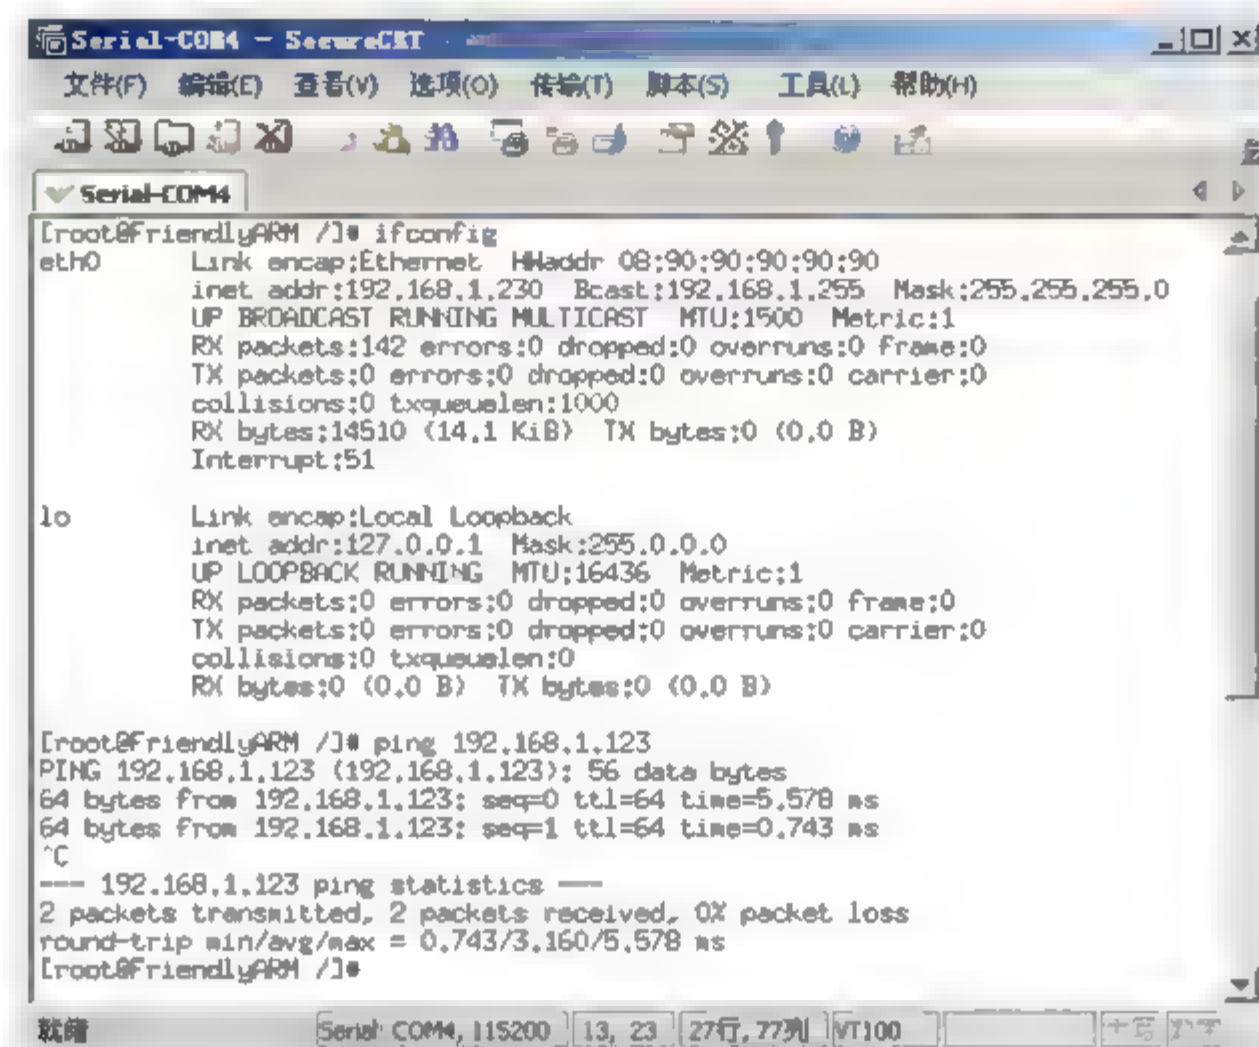 Serial-COM4 - SecureCRT
文件(F) 编辑(E) 查看(V) 选项(O) 传输(T) 脚本(S) 工具(L) 帮助(H)
Serial-COM4
[root@FriendlyARM /]# ifconfig
eth0 Link encap:Ethernet HWaddr 08:90:90:90:90:90
inet addr:192.168.1.230 Bcast:192.168.1.255 Mask:255.255.255.0
UP BROADCAST RUNNING MULTICAST MTU:1500 Metric:1
RX packets:142 errors:0 dropped:0 overruns:0 frame:0
TX packets:0 errors:0 dropped:0 overruns:0 carrier:0
collisions:0 txqueuelen:1000
RX bytes:14510 (14.1 KiB) TX bytes:0 (0.0 B)
Interrupt:51
lo Link encap:Local Loopback
inet addr:127.0.0.1 Mask:255.0.0.0
UP LOOPBACK RUNNING MTU:16436 Metric:1
RX packets:0 errors:0 dropped:0 overruns:0 frame:0
TX packets:0 errors:0 dropped:0 overruns:0 carrier:0
collisions:0 txqueuelen:0
RX bytes:0 (0.0 B) TX bytes:0 (0.0 B)
[root@FriendlyARM /]# ping 192.168.1.123
PING 192.168.1.123 (192.168.1.123): 56 data bytes
64 bytes from 192.168.1.123: seq=0 ttl=64 time=5.578 ms
64 bytes from 192.168.1.123: seq=1 ttl=64 time=0.743 ms
^C
--- 192.168.1.123 ping statistics ---
2 packets transmitted, 2 packets received, 0% packet loss
round-trip min/avg/max = 0.743/3.160/5.578 ms
[root@FriendlyARM /]#
就绪 Serial: COM4, 115200 13, 23 27行, 77列 VT100